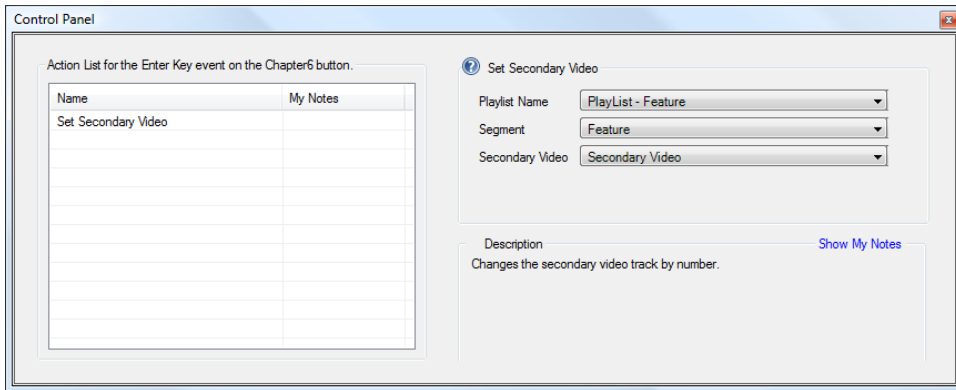 Control Panel
Action List for the Enter Key event on the Chapter6 button.
Name My Notes
Set Secondary Video
Set Secondary Video
Playlist Name PlayList - Feature
Segment Feature
Secondary Video Secondary Video
Description Show My Notes
Changes the secondary video track by number.